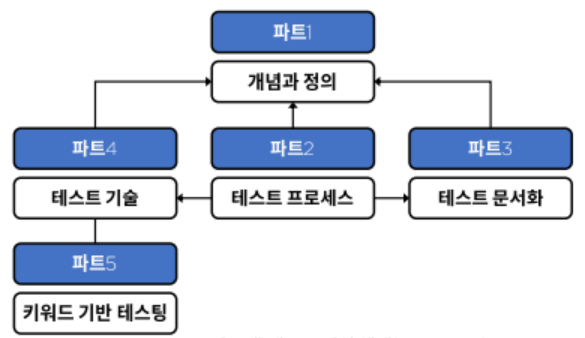 파트1
개념과 정의
파트4
파트2
파트3
테스트 기술
테스트 프로세스
테스트 문서화
파트5
키워드 기반 테스팅